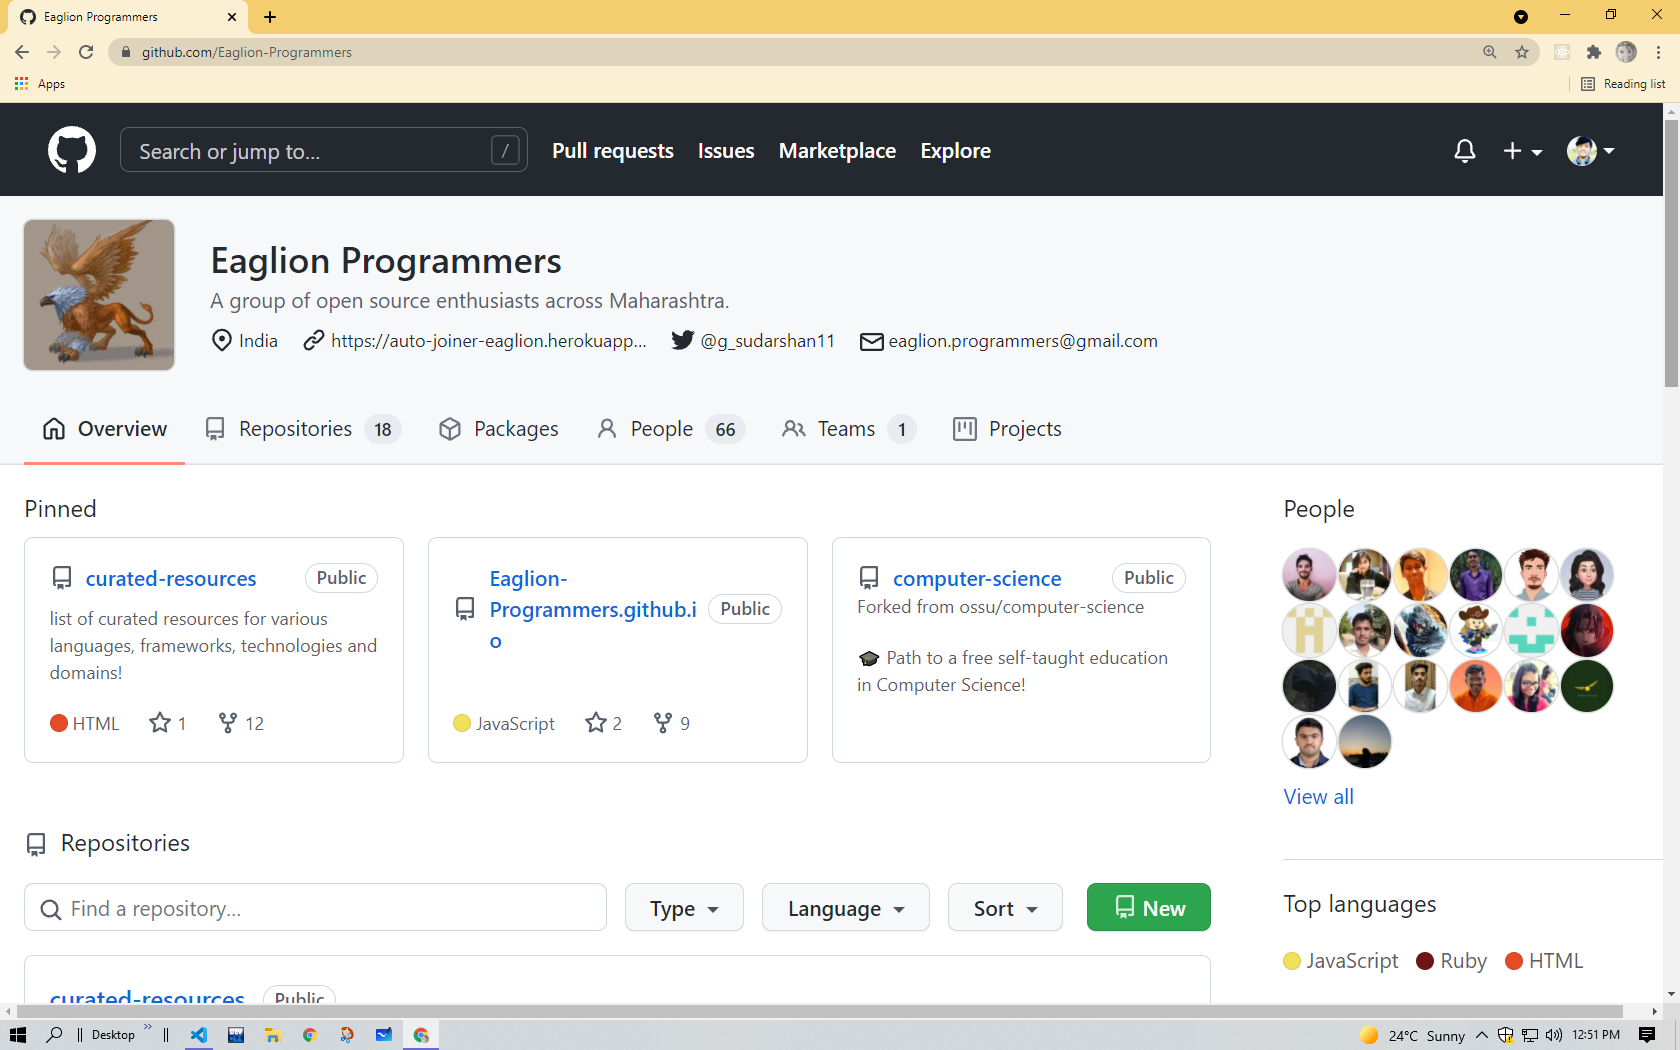 Eaglion Programmers
github.com/Eaglion-Programmers
Apps
Reading list
Search or jump to...
/
Pull requests
Issues
Marketplace
Explore
Eaglion Programmers
A group of open source enthusiasts across Maharashtra.
India
https://auto-joiner-eaglion.herokuapp...
@g_sudarshan11
eaglion.programmers@gmail.com
Overview
Repositories 18
Packages
People 66
Teams 1
Projects
Pinned
curated-resources
Public
list of curated resources for various
languages, frameworks, technologies and
domains!
HTML
1
12
Eaglion-
Programmers.github.i
o
Public
JavaScript
2
9
computer-science
Public
Forked from ossu/computer-science
Path to a free self-taught education
in Computer Science!
People
View all
Repositories
Find a repository...
Type
Language
Sort
New
Top languages
JavaScript
Ruby
HTML
curated-resources
Public
Desktop
24°C Sunny
12:51 PM